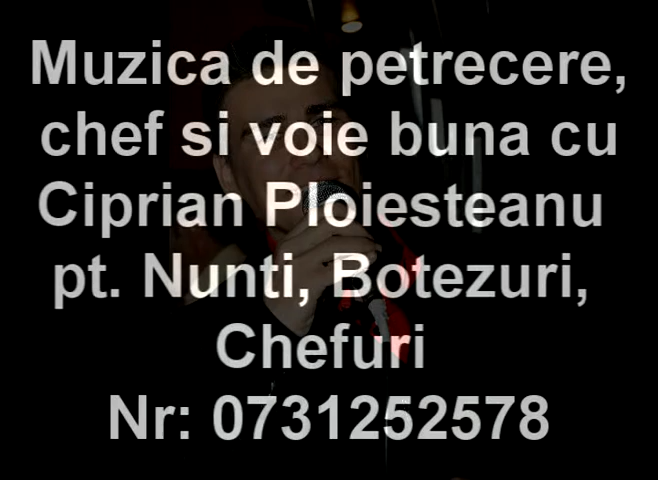 Muzica de petrecere,
chef si voie buna cu
Ciprian Ploiesteanu
pt. Nunti, Botezuri,
Chefuri
Nr: 0731252578